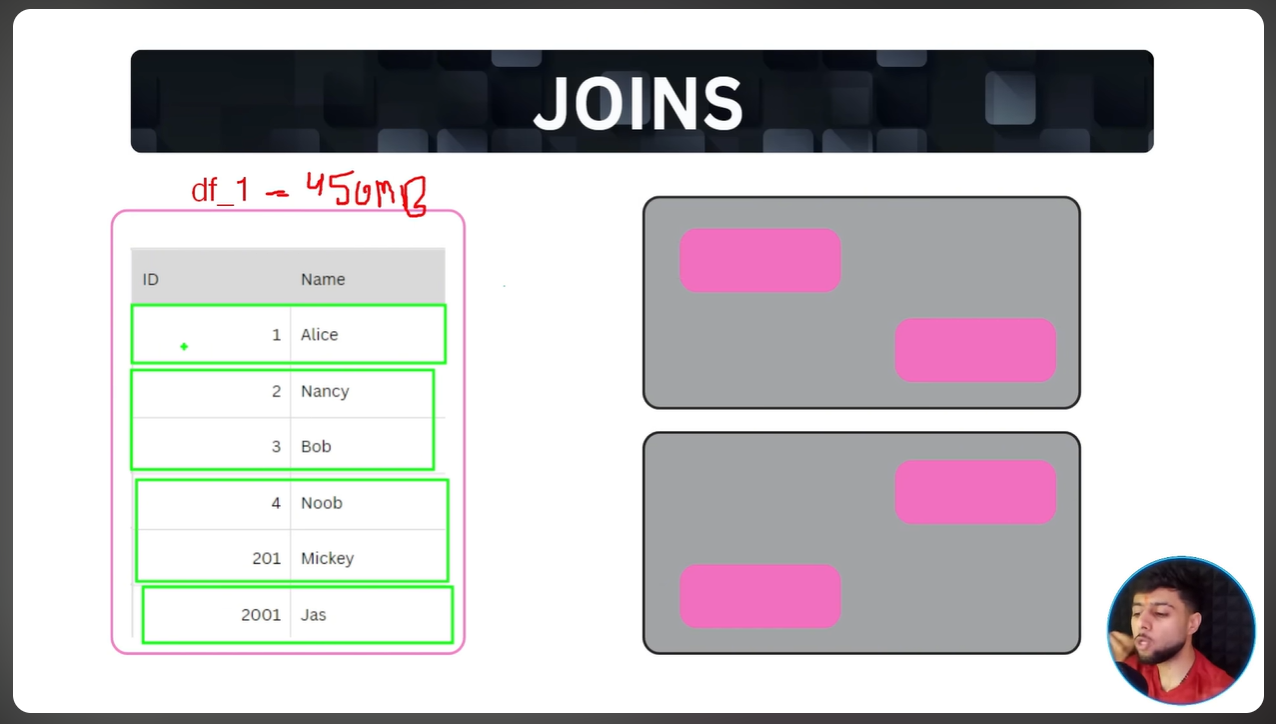 JOINS
df_1 - 450MB
ID Name
1 Alice
2 Nancy
3 Bob
4 Noob
201 Mickey
2001 Jas